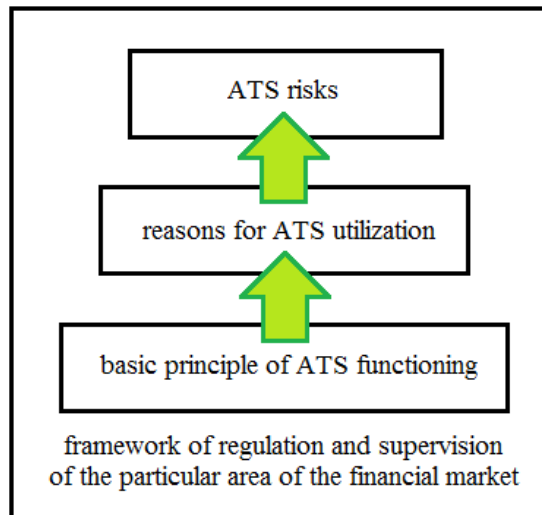 ATS risks
reasons for ATS utilization
basic principle of ATS functioning
framework of regulation and supervision
of the particular area of the financial market